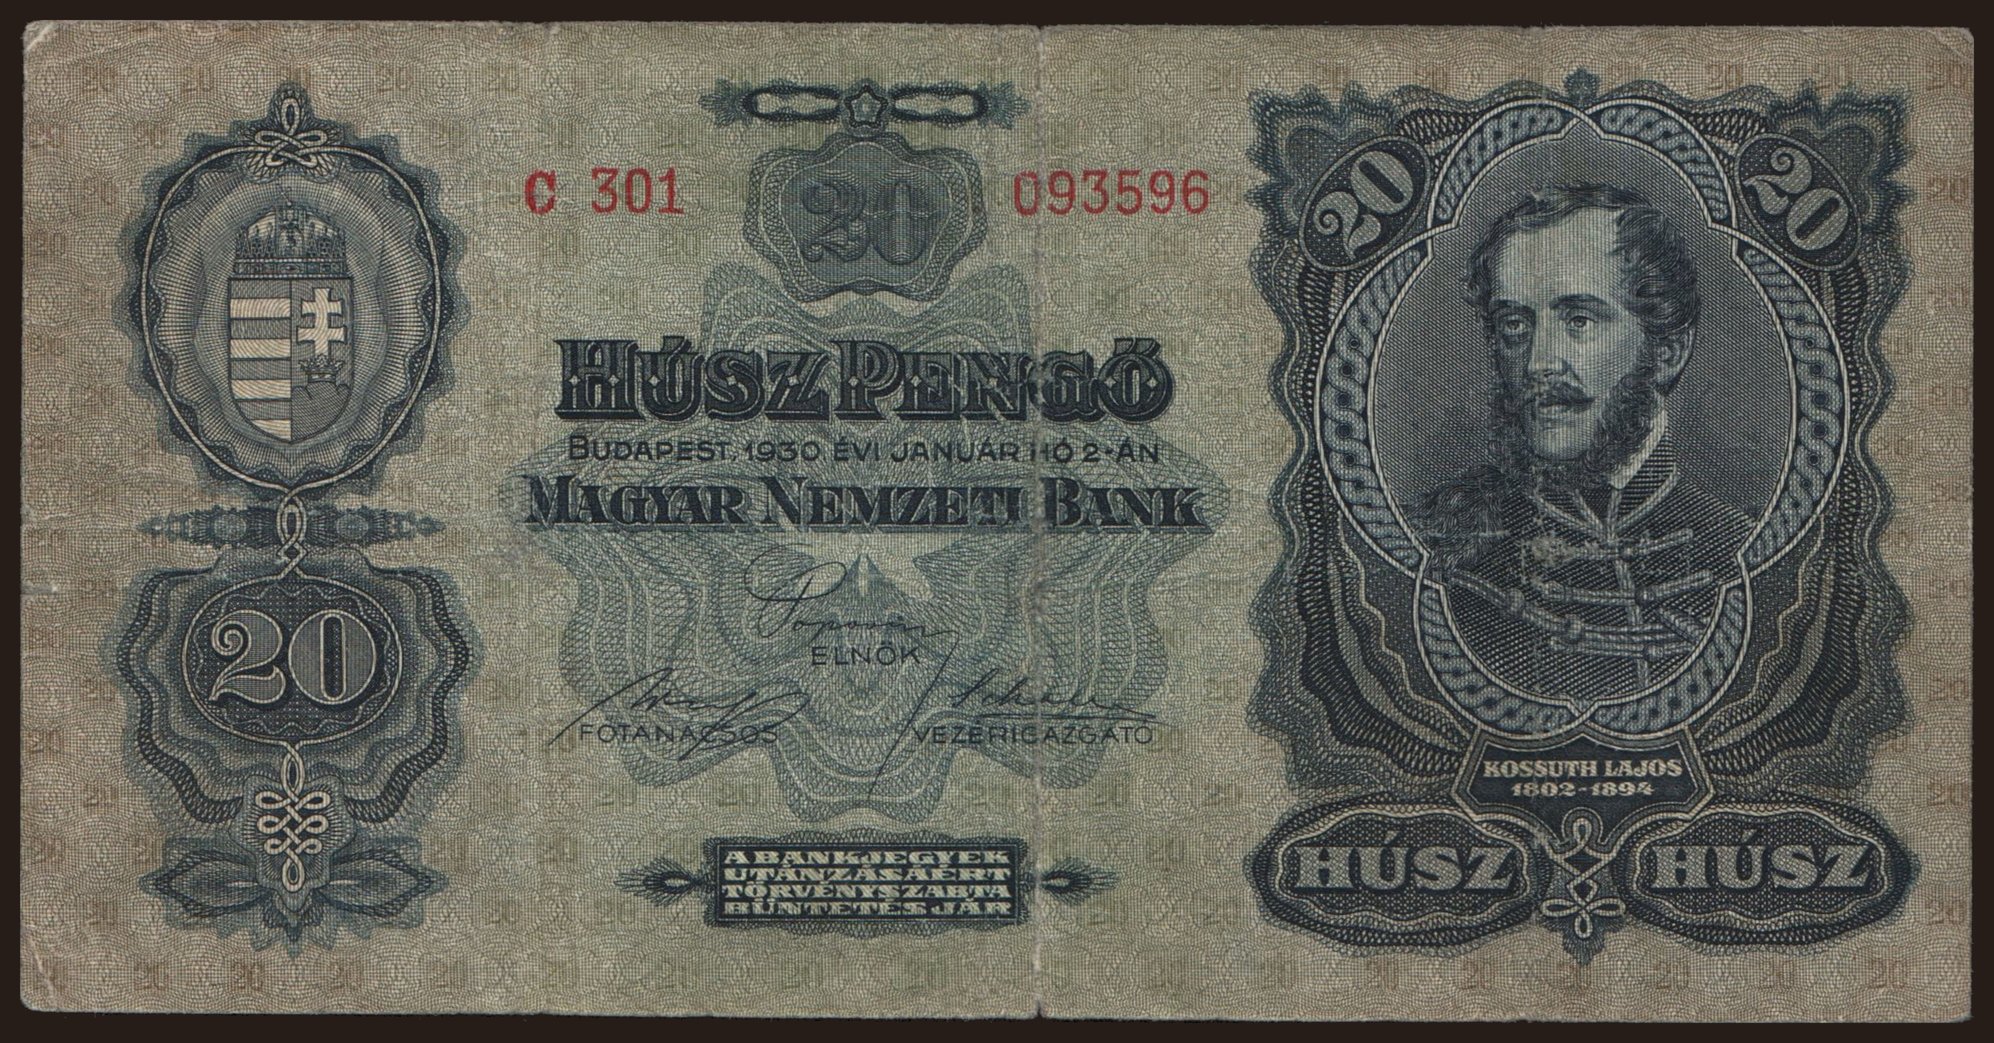 20
C 301
20
093596
HÚSZ PENGŐ
BUDAPEST, 1930 ÉVI JANUÁR HÓ 2-ÁN
MAGYAR NEMZETI BANK
ELNÖK
FŐTANÁCSOS
VEZÉRIGAZGATÓ
A BANKJEGYEK
UTÁNZÁSÁÉRT
TÖRVÉNYSZABTA
BÜNTETÉS JÁR
20
20
KOSSUTH LAJOS
1802-1894
HÚSZ
HÚSZ